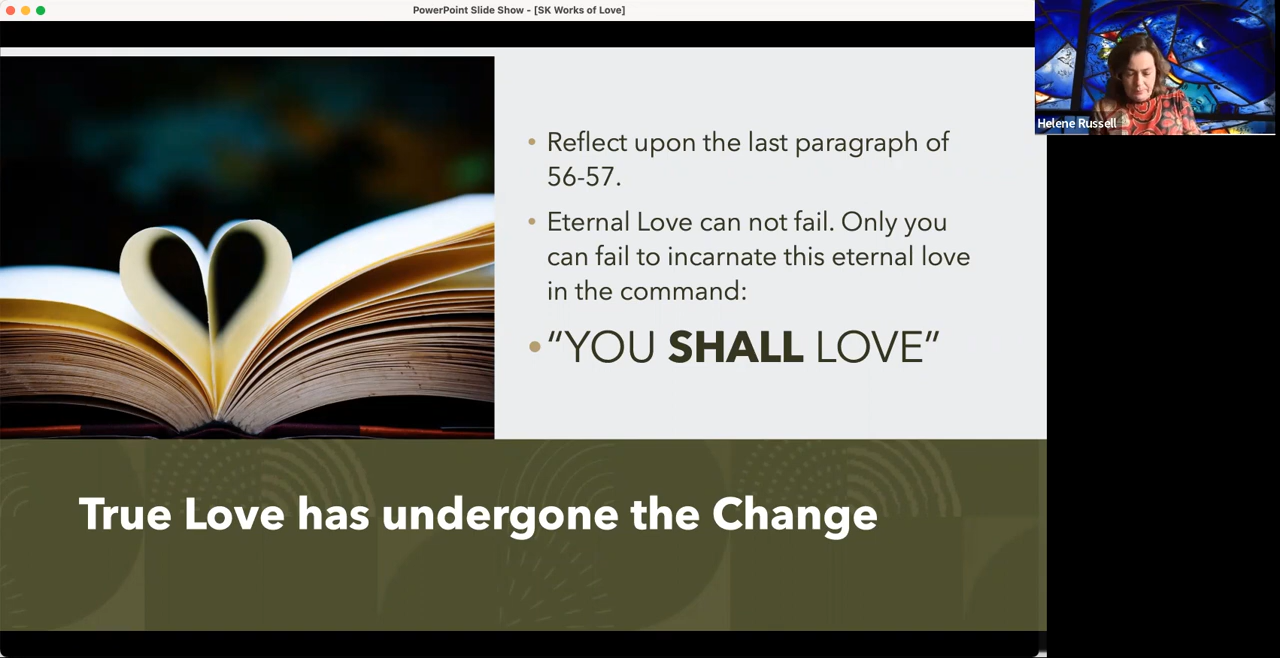 PowerPoint Slide Show - [SK Works of Love]
Helene Russell
• Reflect upon the last paragraph of
56-57.
• Eternal Love can not fail. Only you
can fail to incarnate this eternal love
in the command:
• “YOU SHALL LOVE”
True Love has undergone the Change